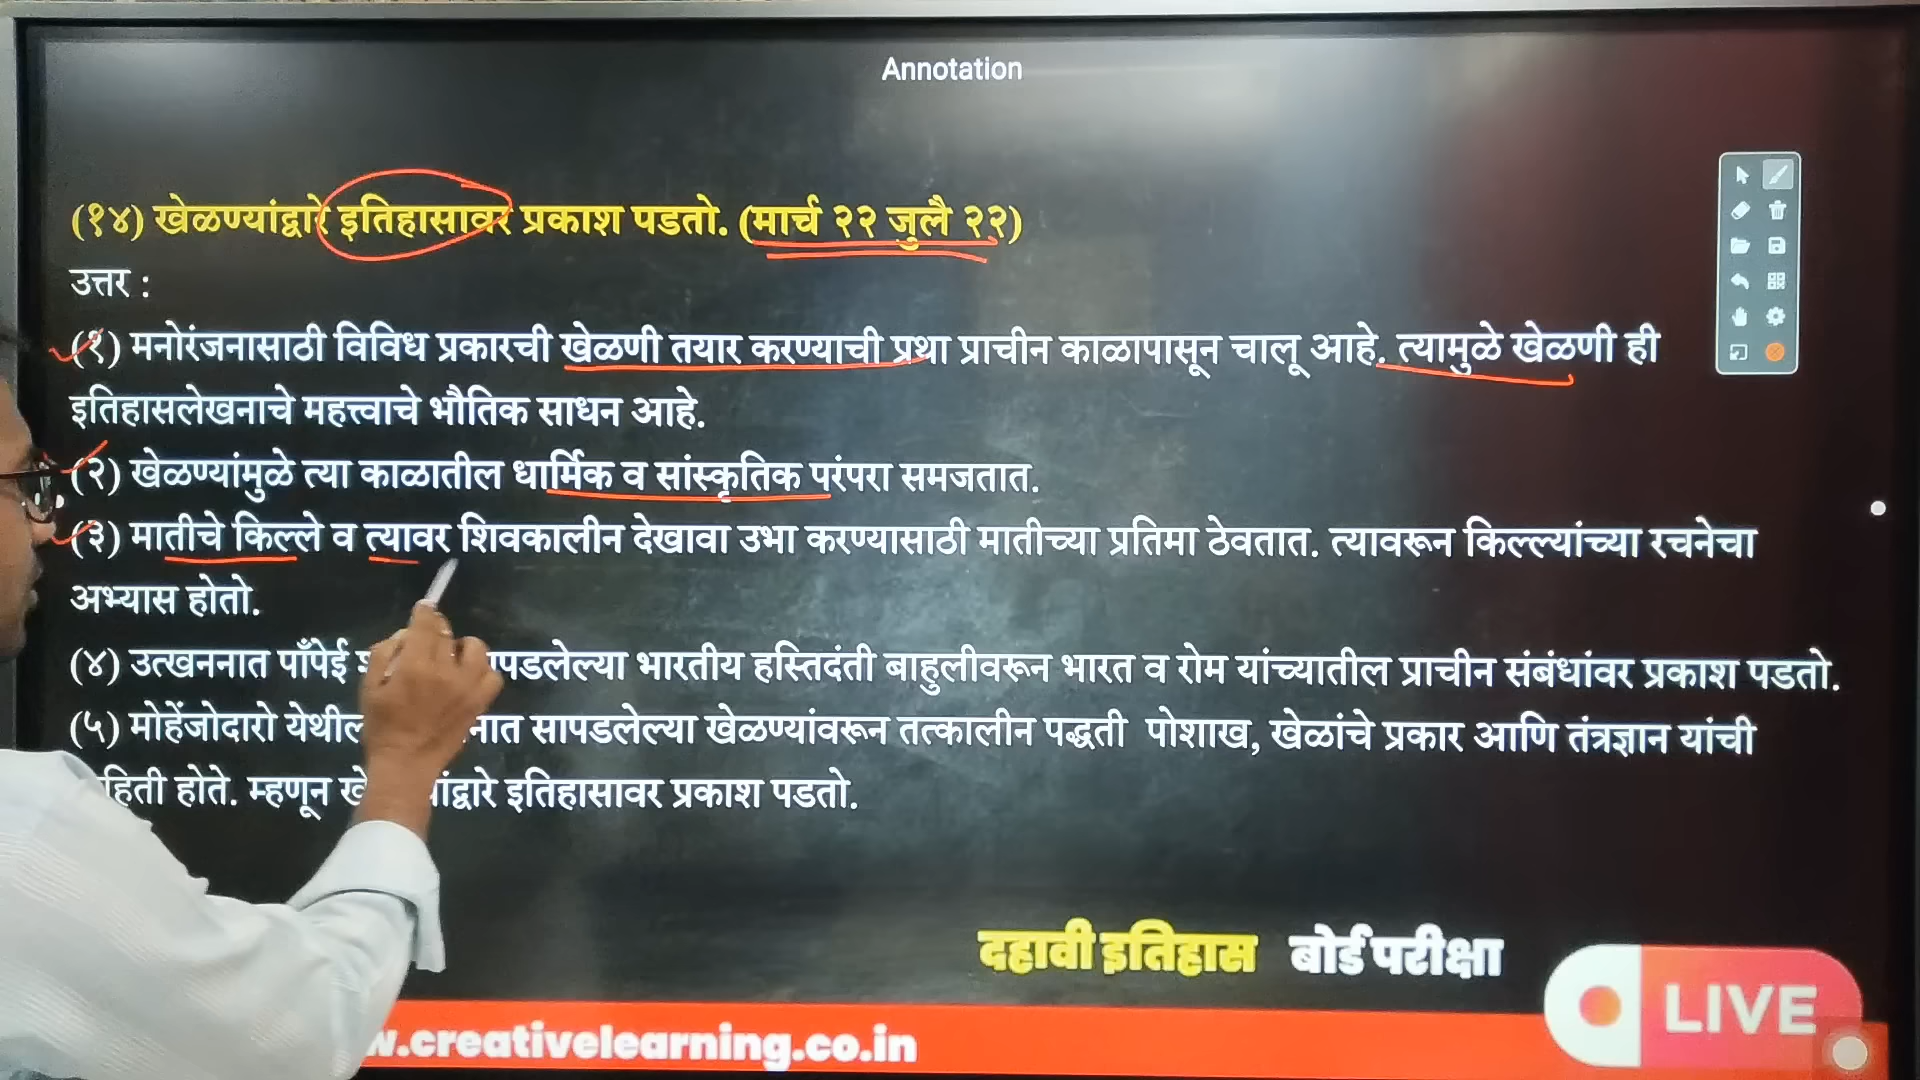 Annotation
(१४) खेळण्यांद्वारे इतिहासावर प्रकाश पडतो. (मार्च २२ जुलै २२)
उत्तर :
(१) मनोरंजनासाठी विविध प्रकारची खेळणी तयार करण्याची प्रथा प्राचीन काळापासून चालू आहे. त्यामुळे खेळणी ही
इतिहासलेखनाचे महत्त्वाचे भौतिक साधन आहे.
(२) खेळण्यांमुळे त्या काळातील धार्मिक व सांस्कृतिक परंपरा समजतात.
(३) मातीचे किल्ले व त्यावर शिवकालीन देखावा उभा करण्यासाठी मातीच्या प्रतिमा ठेवतात. त्यावरून किल्ल्यांच्या रचनेचा
अभ्यास होतो.
(४) उत्खननात पाँपेई पडलेल्या भारतीय हस्तिदंती बाहुलीवरून भारत व रोम यांच्यातील प्राचीन संबंधांवर प्रकाश पडतो.
(५) मोहेंजोदारो येथील नात सापडलेल्या खेळण्यांवरून तत्कालीन पद्धती पोशाख, खेळांचे प्रकार आणि तंत्रज्ञान यांची
हिती होते. म्हणून खे ांद्वारे इतिहासावर प्रकाश पडतो.
दहावी इतिहास बोर्ड परीक्षा
LIVE
w.creativelearning.co.in